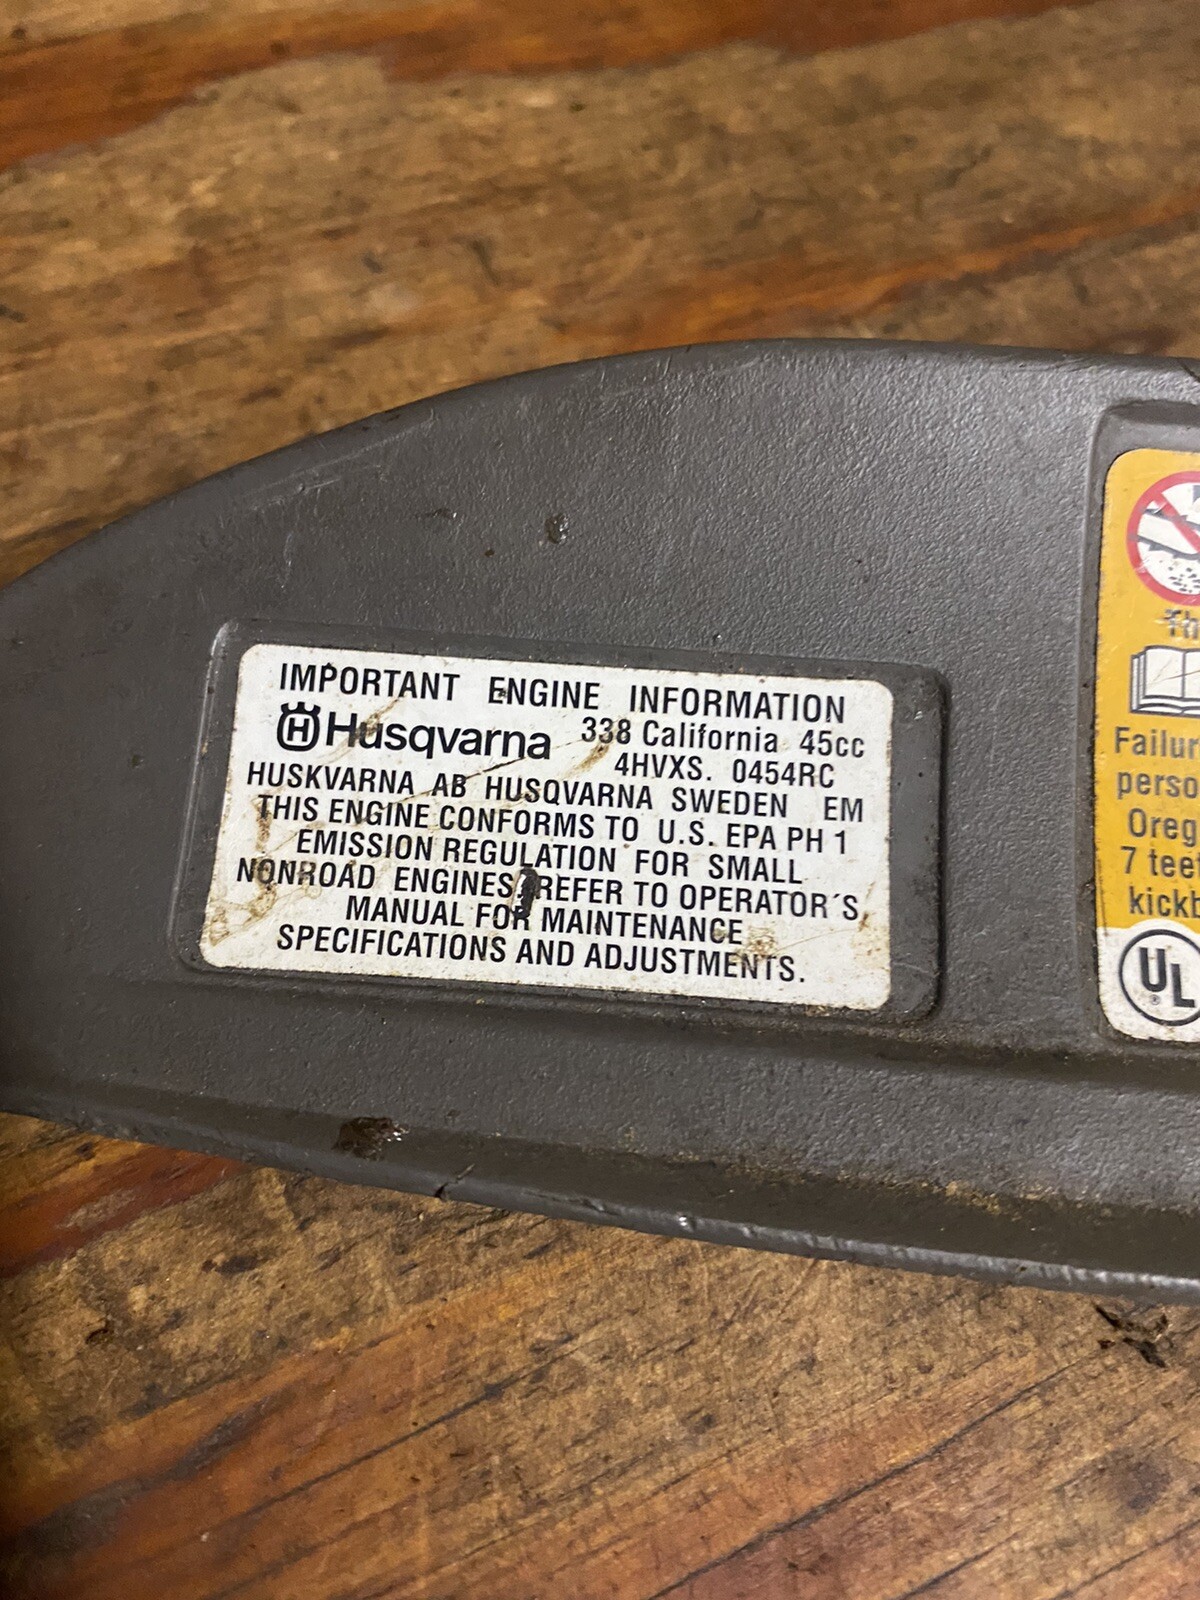 IMPORTANT ENGINE INFORMATION
Husqvarna 338 California 45cc
4HVXS. 0454RC
HUSKVARNA AB HUSQVARNA SWEDEN EM
THIS ENGINE CONFORMS TO U.S. EPA PH 1
EMISSION REGULATION FOR SMALL
NONROAD ENGINES REFER TO OPERATOR´S
MANUAL FOR MAINTENANCE
SPECIFICATIONS AND ADJUSTMENTS.
Th
Failur
perso
Oreg
7 teet
kickb
UL